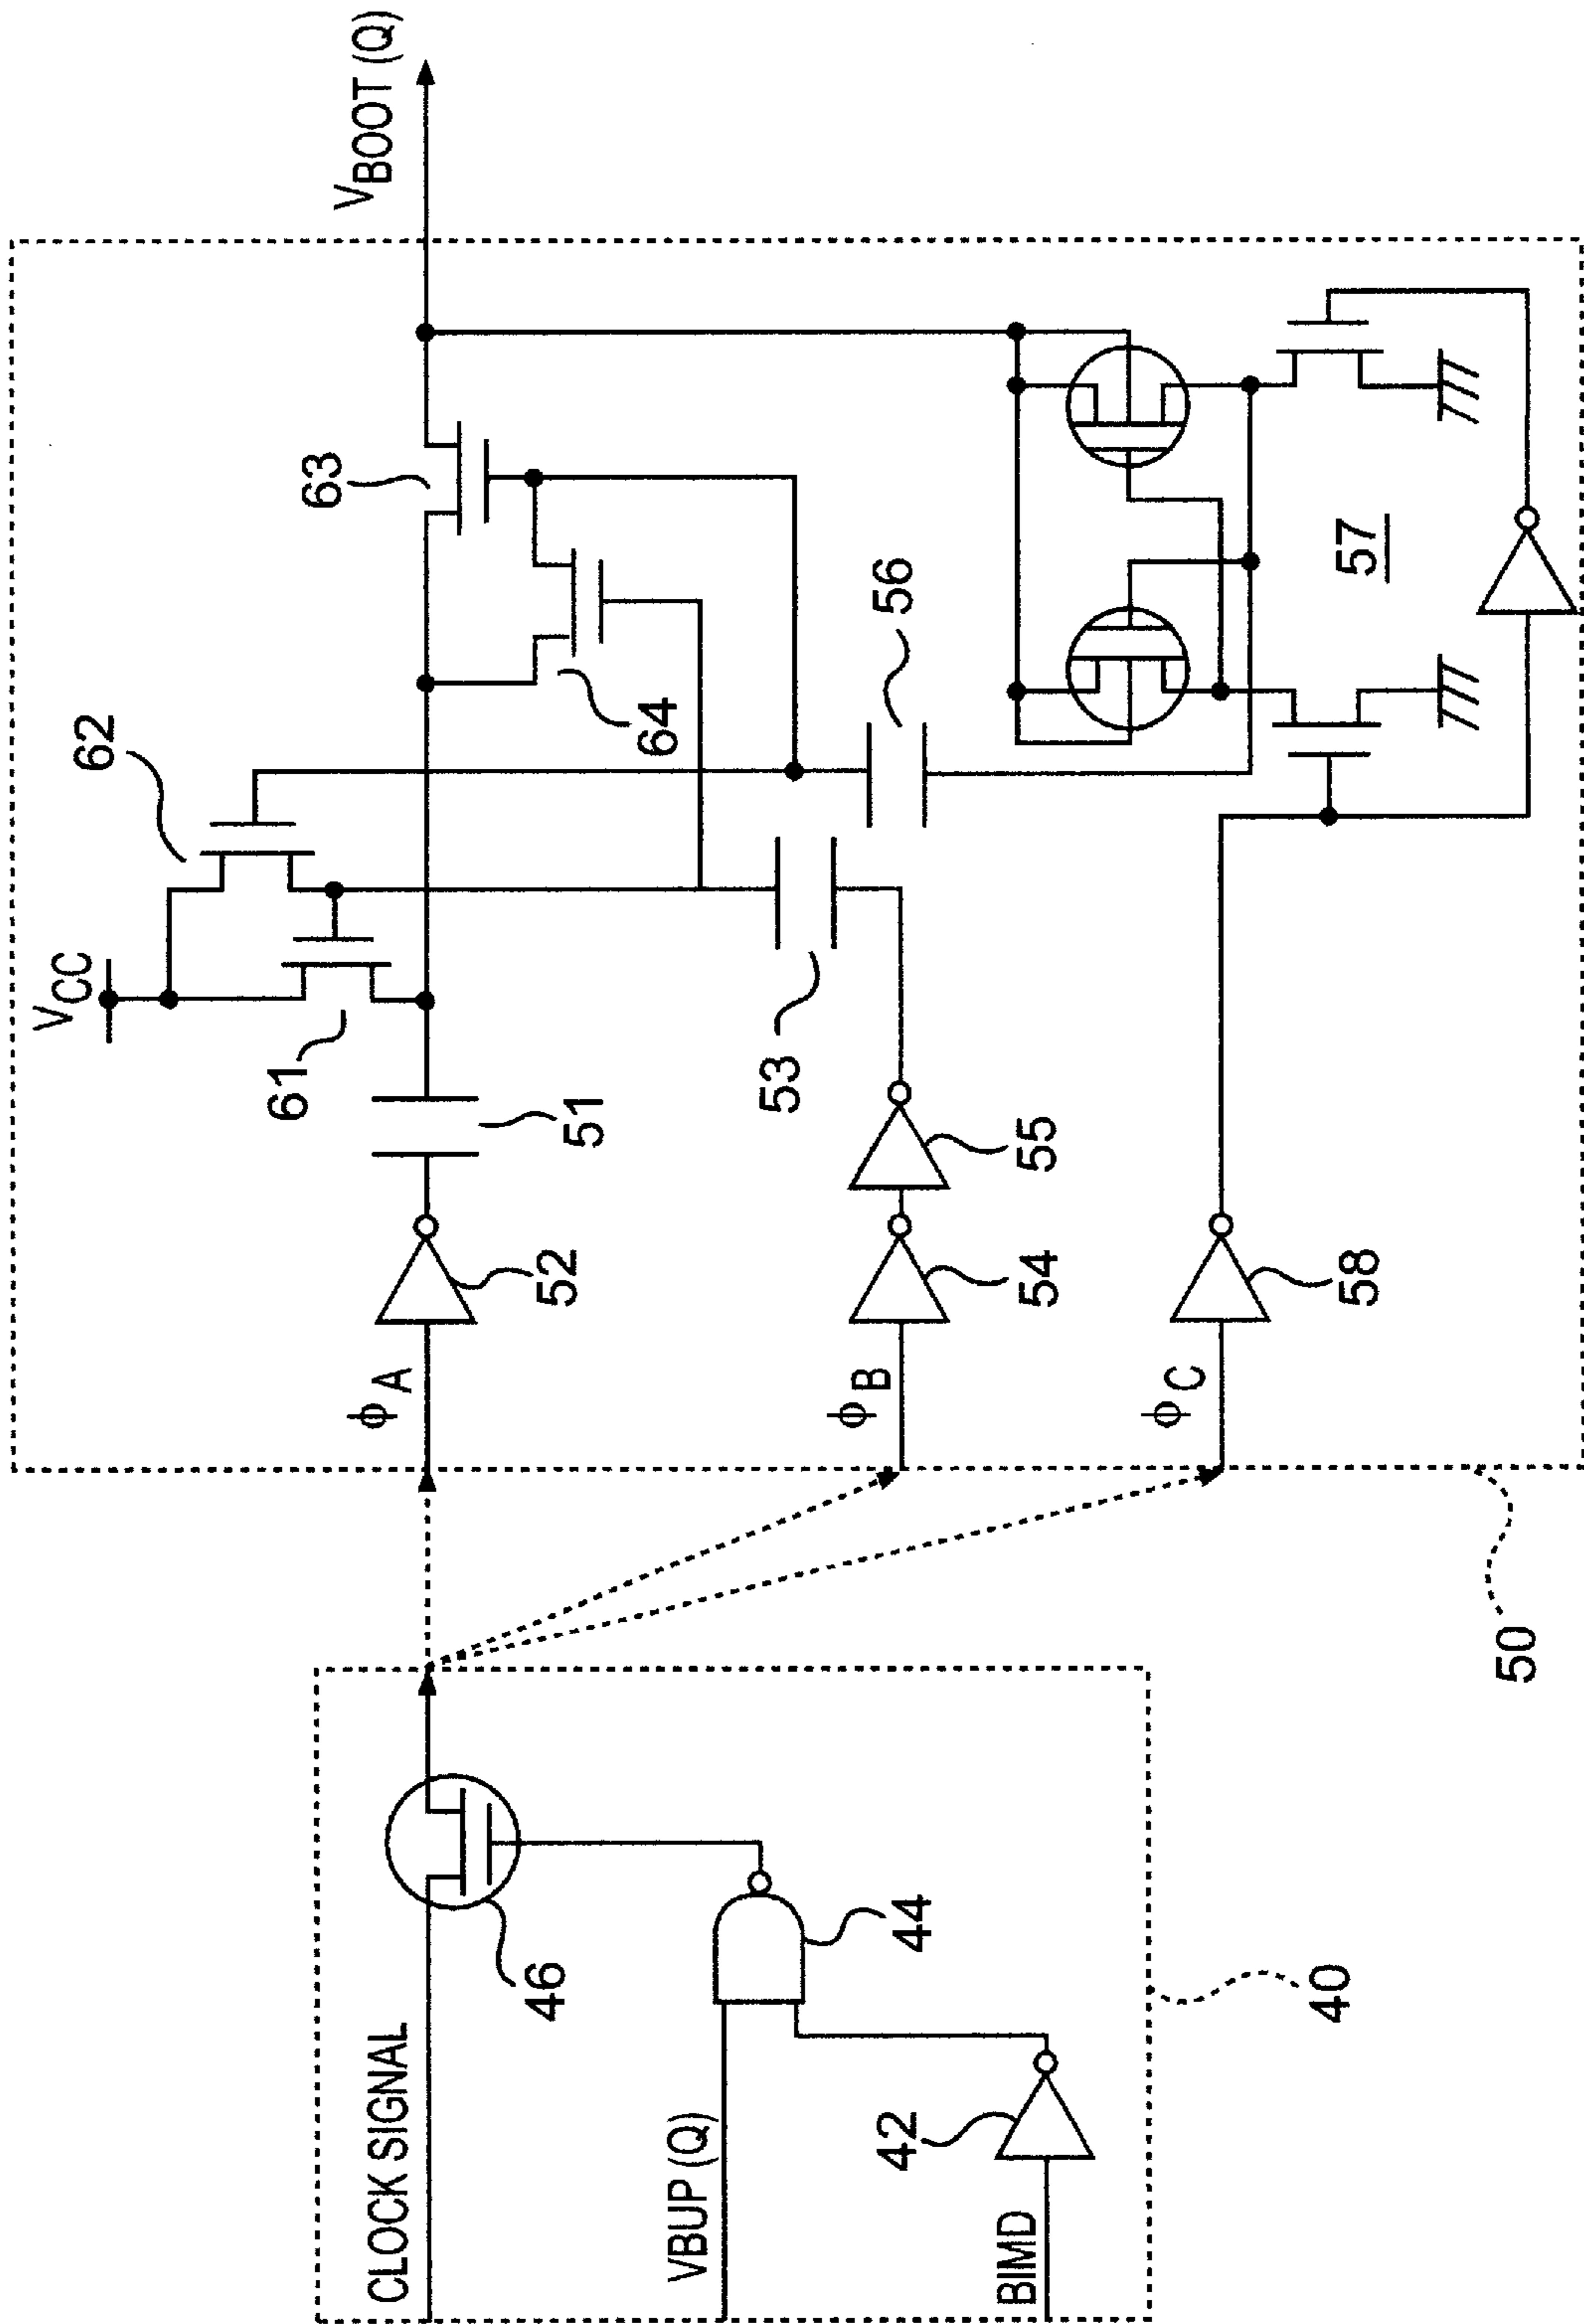 CLOCK SIGNAL
VBUP (Q)
BIMD
42
44
46
40
50
ϕA
ϕB
ϕC
52
54
55
58
51
53
56
57
61
62
63
64
VCC
VBOOT (Q)